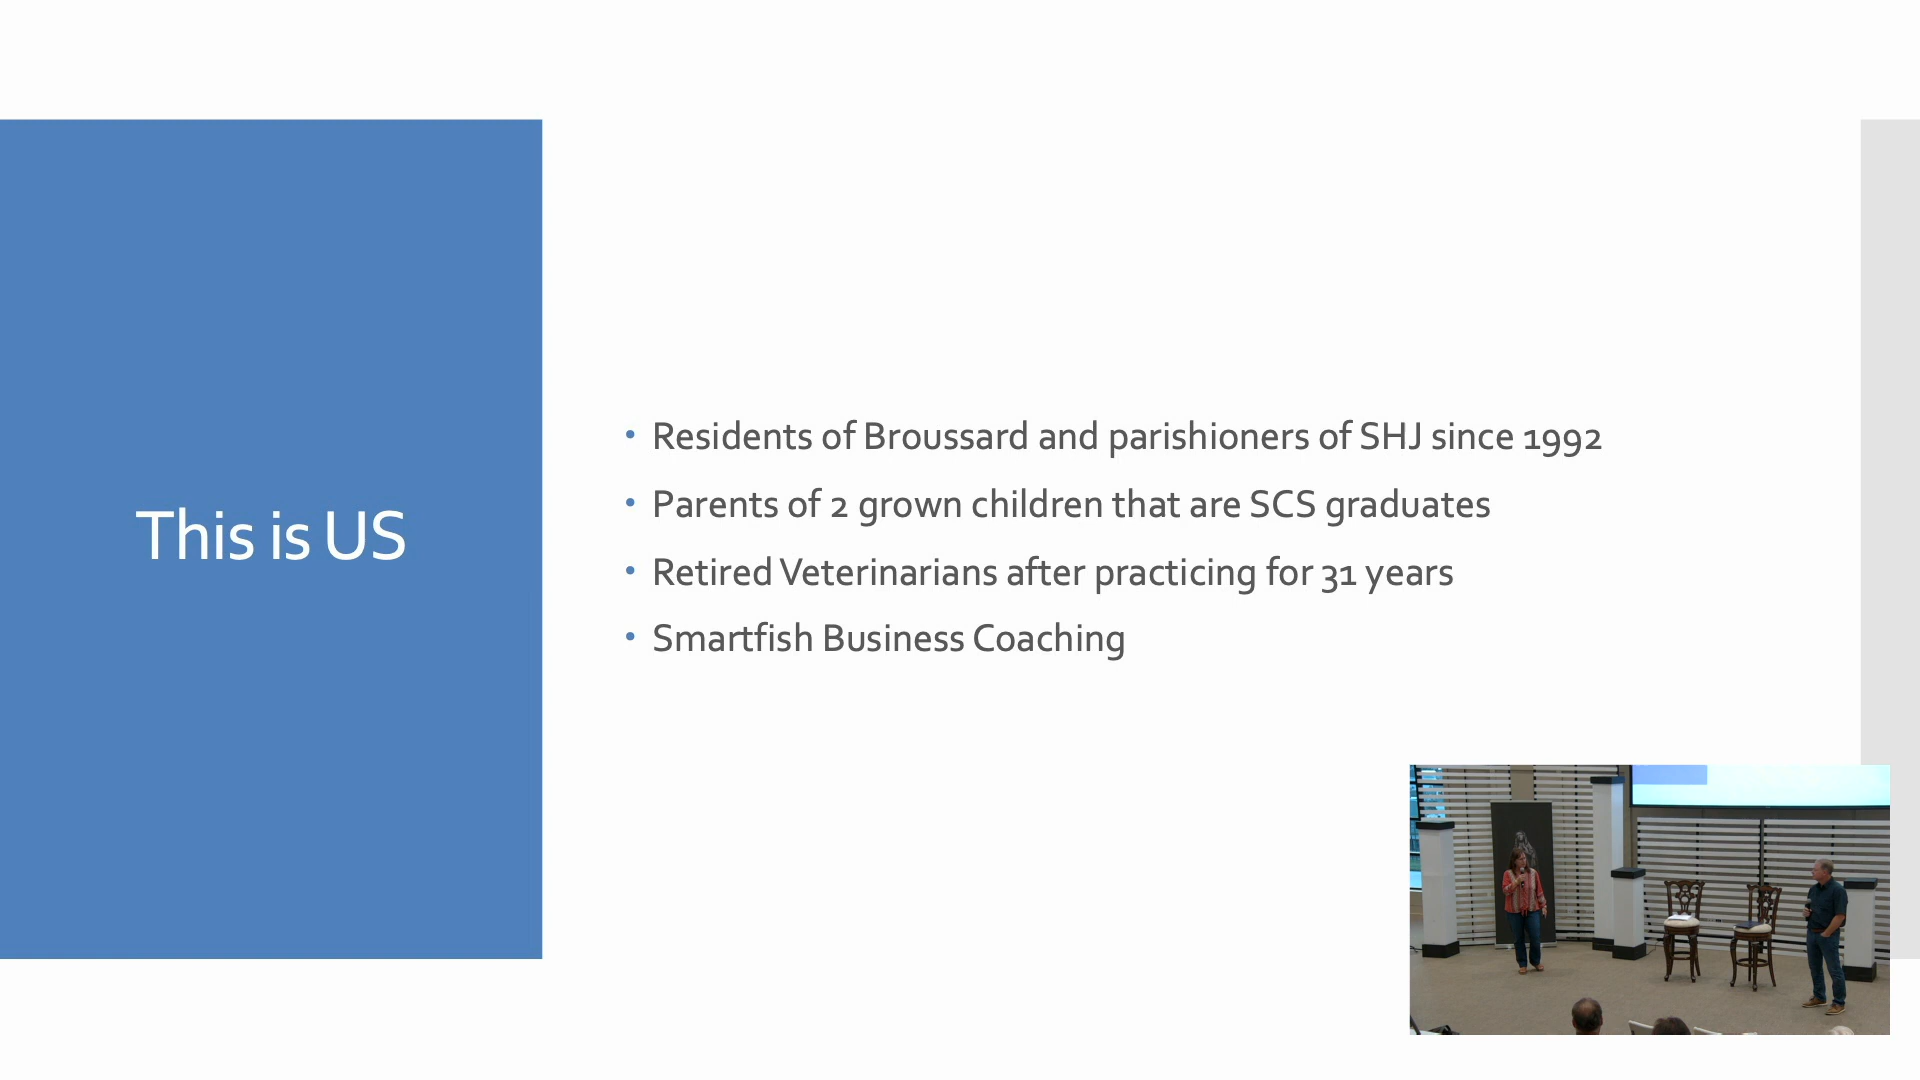 This is US
• Residents of Broussard and parishioners of SHJ since 1992
• Parents of 2 grown children that are SCS graduates
• Retired Veterinarians after practicing for 31 years
• Smartfish Business Coaching